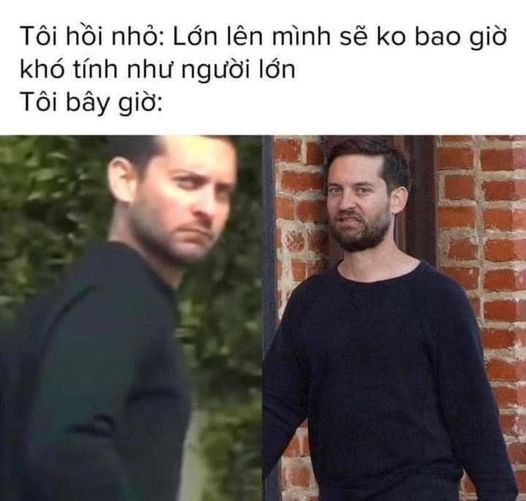 Tôi hồi nhỏ: Lớn lên mình sẽ ko bao giờ
khó tính như người lớn
Tôi bây giờ: